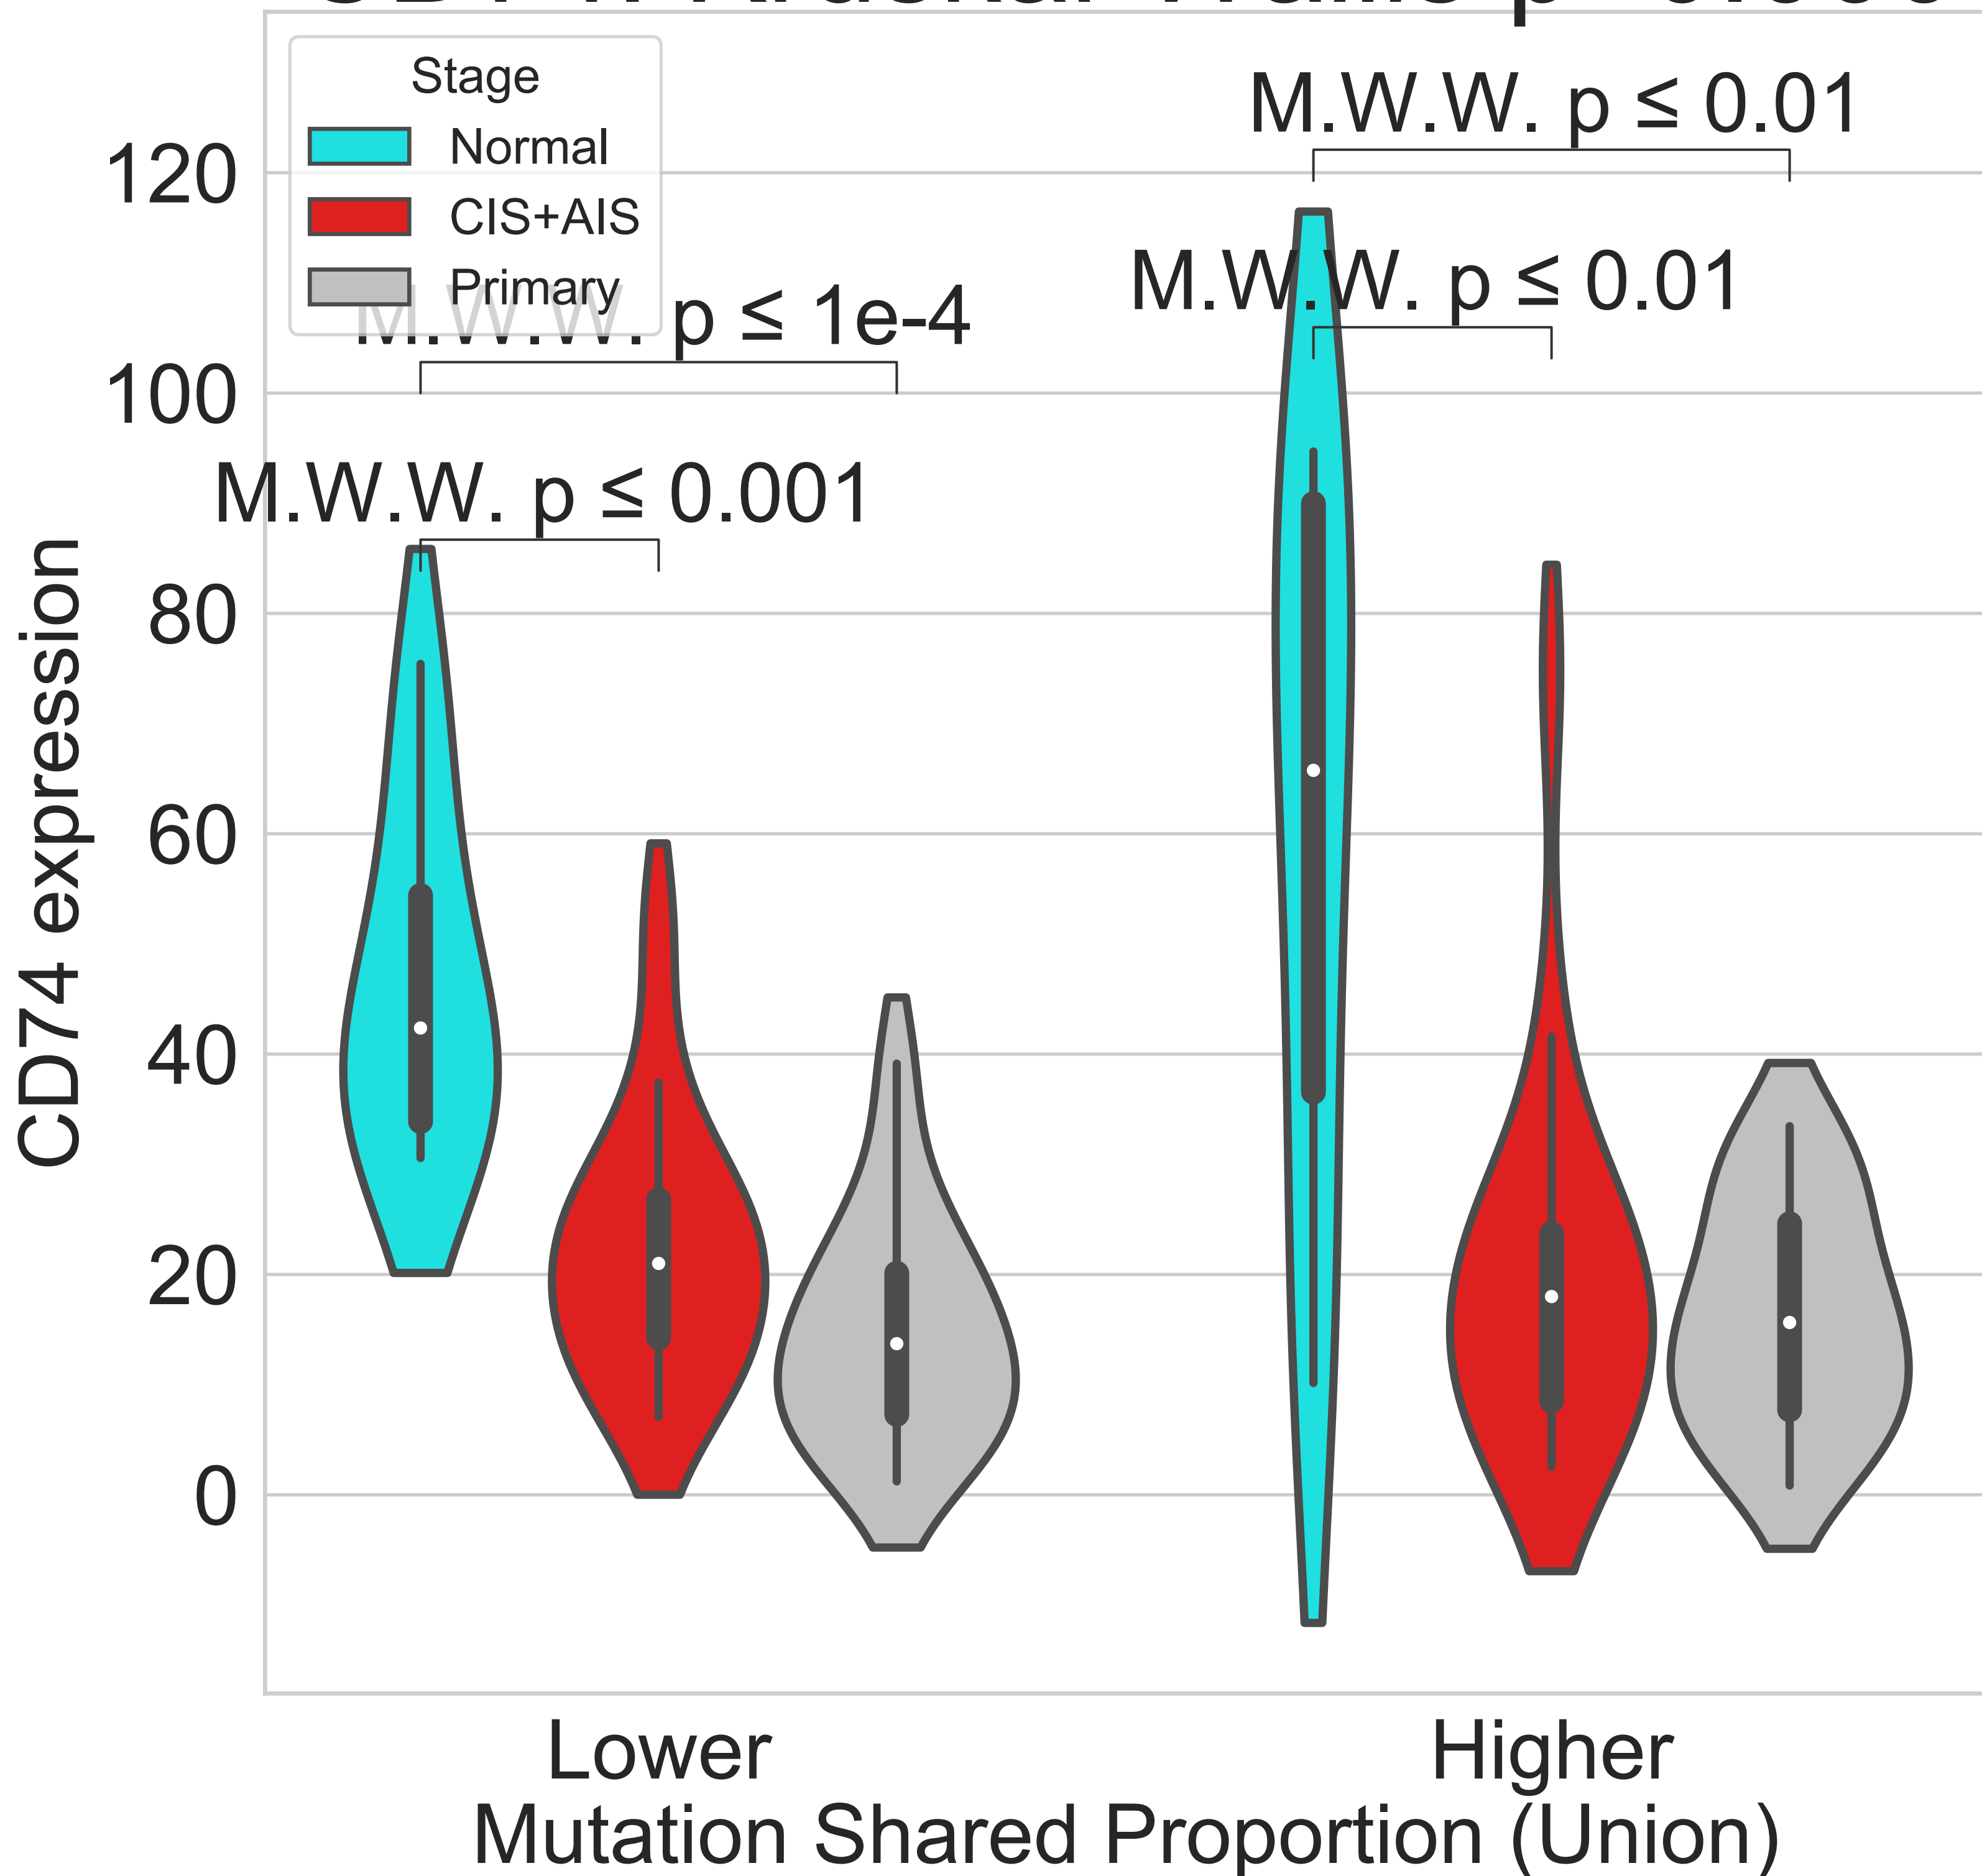 M.W.W. p ≤ 0.01
Stage
Normal
CIS+AIS
Primary
M.W.W. p ≤ 0.01
M.W.W. p ≤ 1e-4
M.W.W. p ≤ 0.001
120
100
80
60
40
20
0
CD74 expression
Lower
Higher
Mutation Shared Proportion (Union)